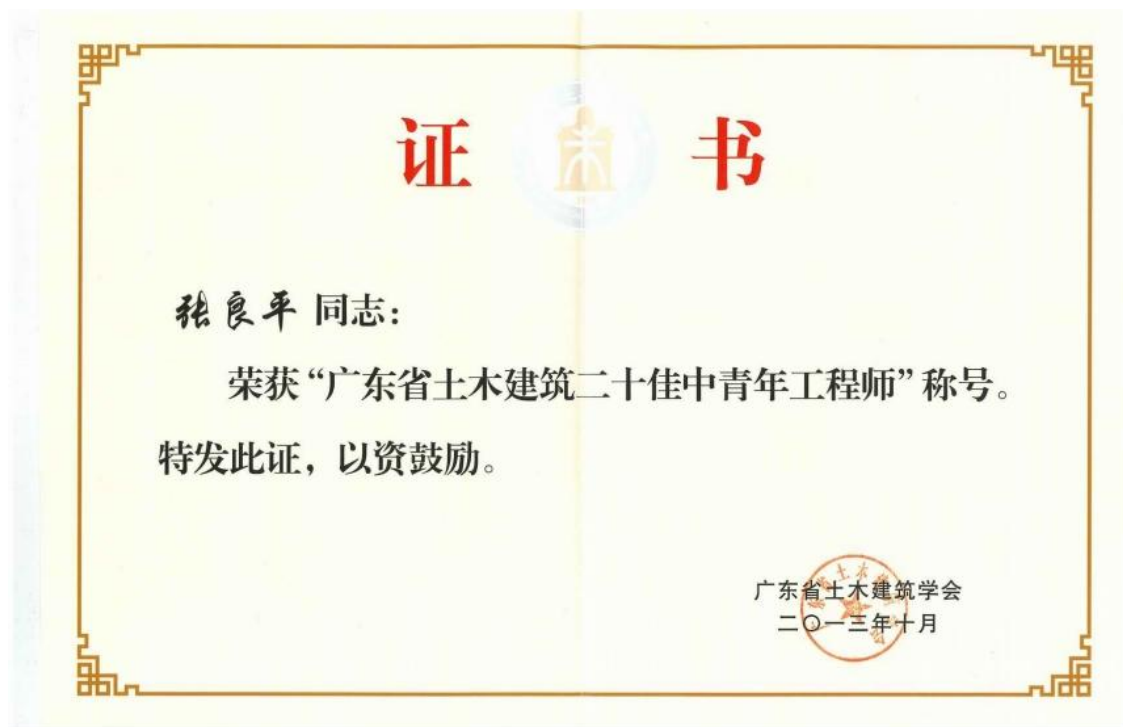 证 书
张良平 同志：
荣获“广东省土木建筑二十佳中青年工程师”称号。
特发此证，以资鼓励。
广东省土木建筑学会
二〇一三年十月